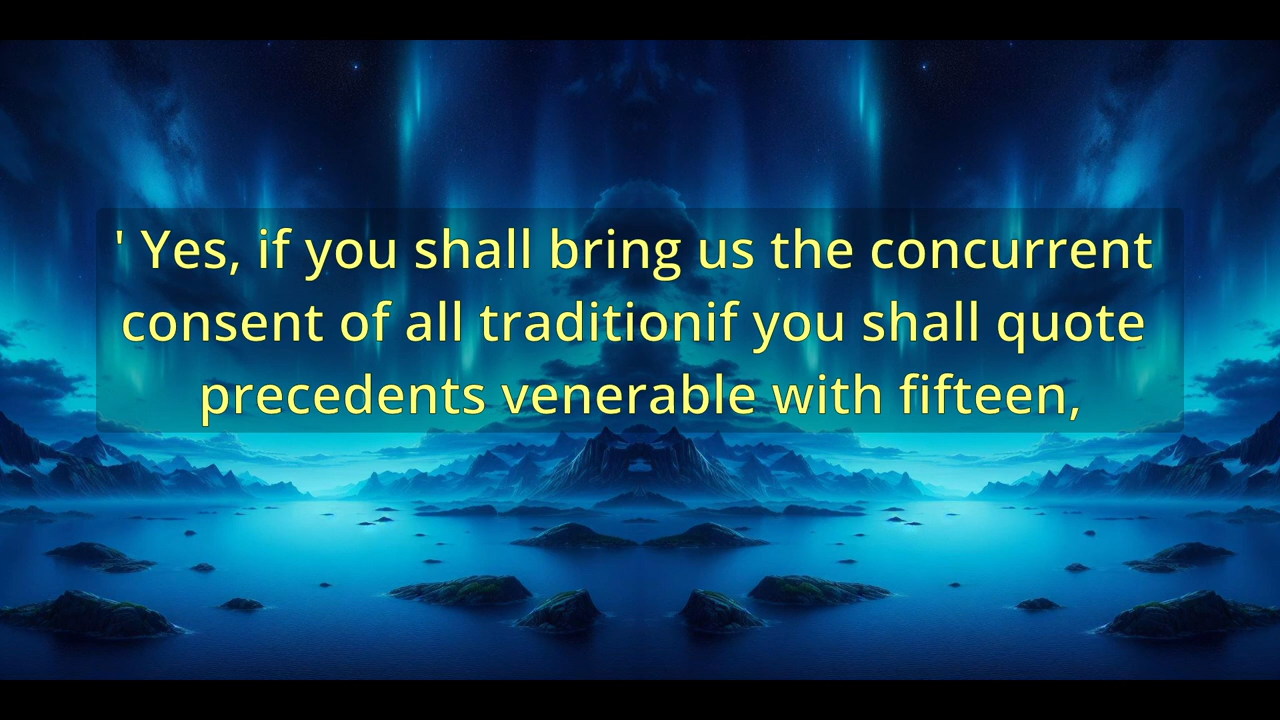 ' Yes, if you shall bring us the concurrent
consent of all traditionif you shall quote
precedents venerable with fifteen,